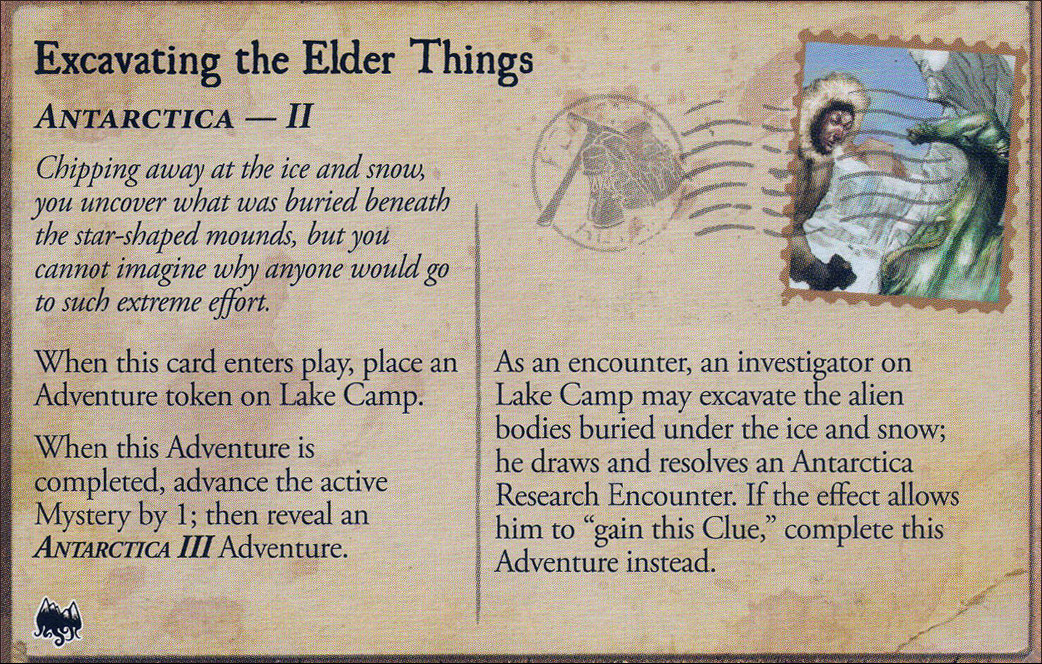 Excavating the Elder Things
ANTARCTICA — II
Chipping away at the ice and snow,
you uncover what was buried beneath
the star-shaped mounds, but you
cannot imagine why anyone would go
to such extreme effort.
When this card enters play, place an
Adventure token on Lake Camp.
When this Adventure is
completed, advance the active
Mystery by 1; then reveal an
ANTARCTICA III Adventure.
As an encounter, an investigator on
Lake Camp may excavate the alien
bodies buried under the ice and snow;
he draws and resolves an Antarctica
Research Encounter. If the effect allows
him to “gain this Clue,” complete this
Adventure instead.